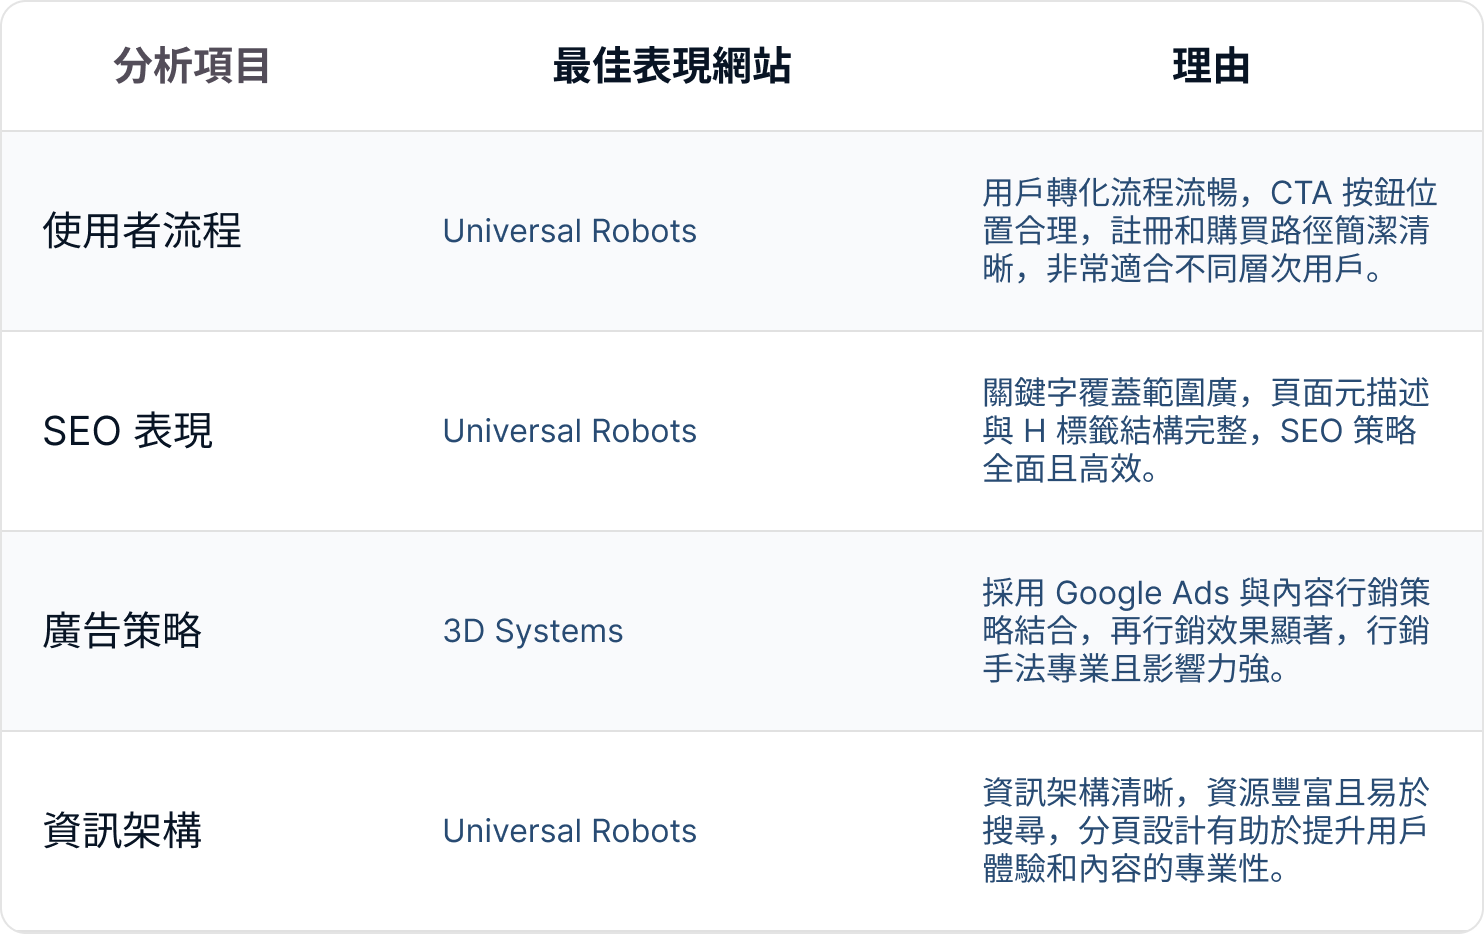 分析項目 最佳表現網站 理由
使用者流程
Universal Robots
用戶轉化流程流暢，CTA 按鈕位
置合理，註冊和購買路徑簡潔清
晰，非常適合不同層次用戶。
SEO 表現
Universal Robots
關鍵字覆蓋範圍廣，頁面元描述
與 H 標籤結構完整，SEO 策略
全面且高效。
廣告策略
3D Systems
採用 Google Ads 與內容行銷策
略結合，再行銷效果顯著，行銷
手法專業且影響力強。
資訊架構
Universal Robots
資訊架構清晰，資源豐富且易於
搜尋，分頁設計有助於提升用戶
體驗和內容的專業性。